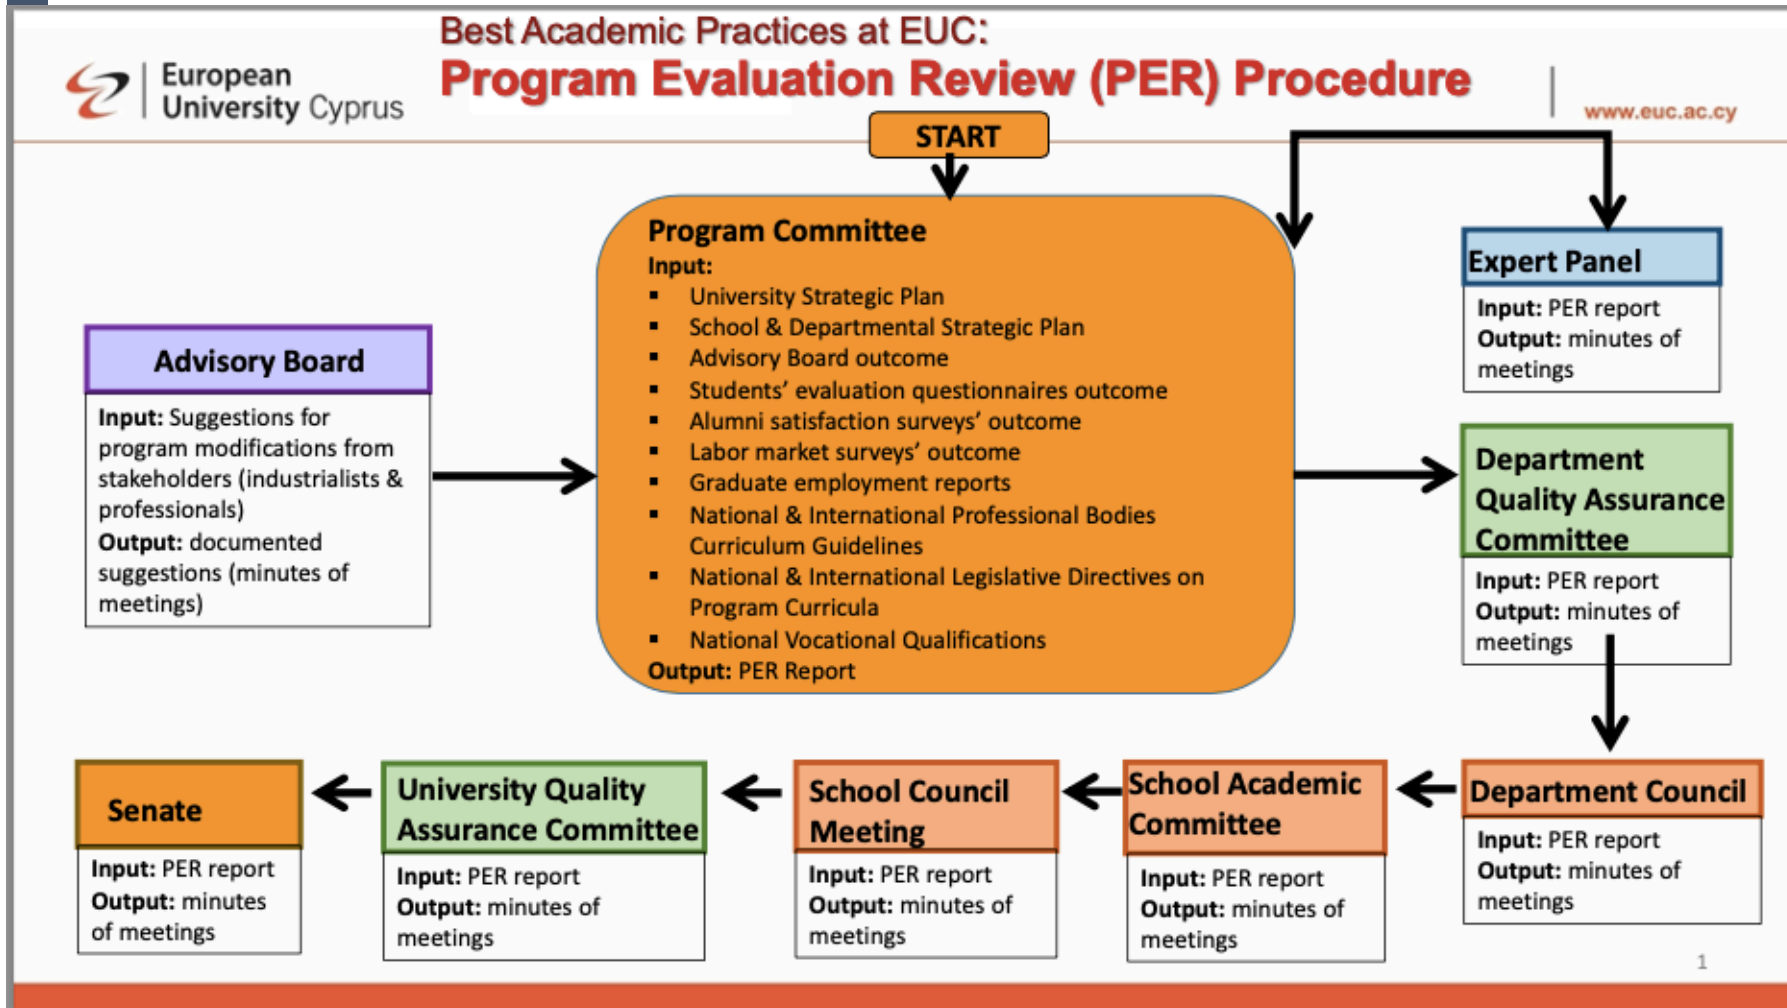 Best Academic Practices at EUC:
Program Evaluation Review (PER) Procedure
European
University Cyprus
www.euc.ac.cy
START
Program Committee
Input:
▪ University Strategic Plan
▪ School & Departmental Strategic Plan
▪ Advisory Board outcome
▪ Students’ evaluation questionnaires outcome
▪ Alumni satisfaction surveys’ outcome
▪ Labor market surveys’ outcome
▪ Graduate employment reports
▪ National & International Professional Bodies
Curriculum Guidelines
▪ National & International Legislative Directives on
Program Curricula
▪ National Vocational Qualifications
Output: PER Report
Advisory Board
Input: Suggestions for
program modifications from
stakeholders (industrialists &
professionals)
Output: documented
suggestions (minutes of
meetings)
Expert Panel
Input: PER report
Output: minutes of
meetings
Department
Quality Assurance
Committee
Input: PER report
Output: minutes of
meetings
Department Council
Input: PER report
Output: minutes of
meetings
School Academic
Committee
Input: PER report
Output: minutes of
meetings
School Council
Meeting
Input: PER report
Output: minutes of
meetings
University Quality
Assurance Committee
Input: PER report
Output: minutes of
meetings
Senate
Input: PER report
Output: minutes
of meetings
1